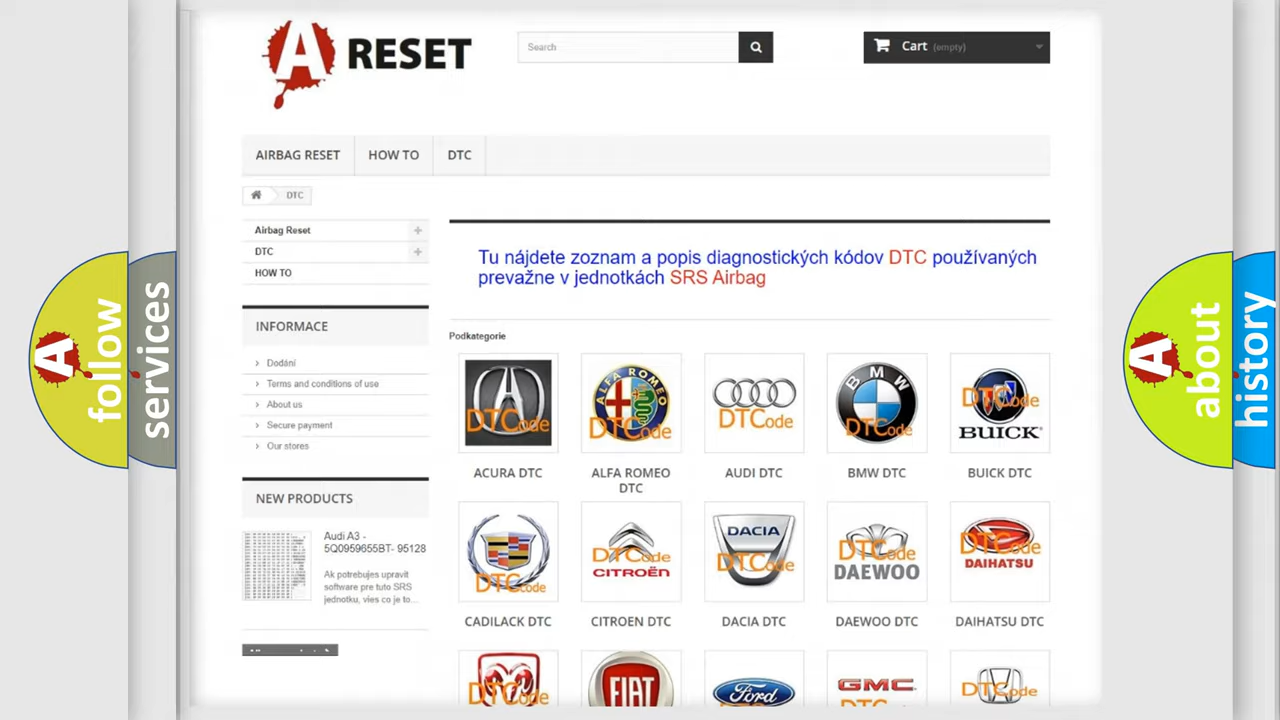 A RESET
Search
Cart (empty)
AIRBAG RESET
HOW TO
DTC
DTC
Airbag Reset
DTC
HOW TO
Tu nájdete zoznam a popis diagnostických kódov DTC používaných
prevažne v jednotkách SRS Airbag
INFORMACE
Dodání
Terms and conditions of use
About us
Secure payment
Our stores
NEW PRODUCTS
Audi A3 -
5Q0959655BT- 95128
Ak potrebujes upravit
software pre tuto SRS
jednotku, vies co je to...
Podkategorie
DTCode
ALFA ROMEO
DTCode
DTCode
BMW
DTCode
DTCode
BUICK
ACURA DTC
ALFA ROMEO
DTC
AUDI DTC
BMW DTC
BUICK DTC
DTCode
DTCode
CITROËN
DACIA
DTCode
DTCode
DAEWOO
DTCode
DAIHATSU
CADILACK DTC
CITROEN DTC
DACIA DTC
DAEWOO DTC
DAIHATSU DTC
DTCode
FIAT
Ford
GMC
DTCode
A follow
services
A about
history